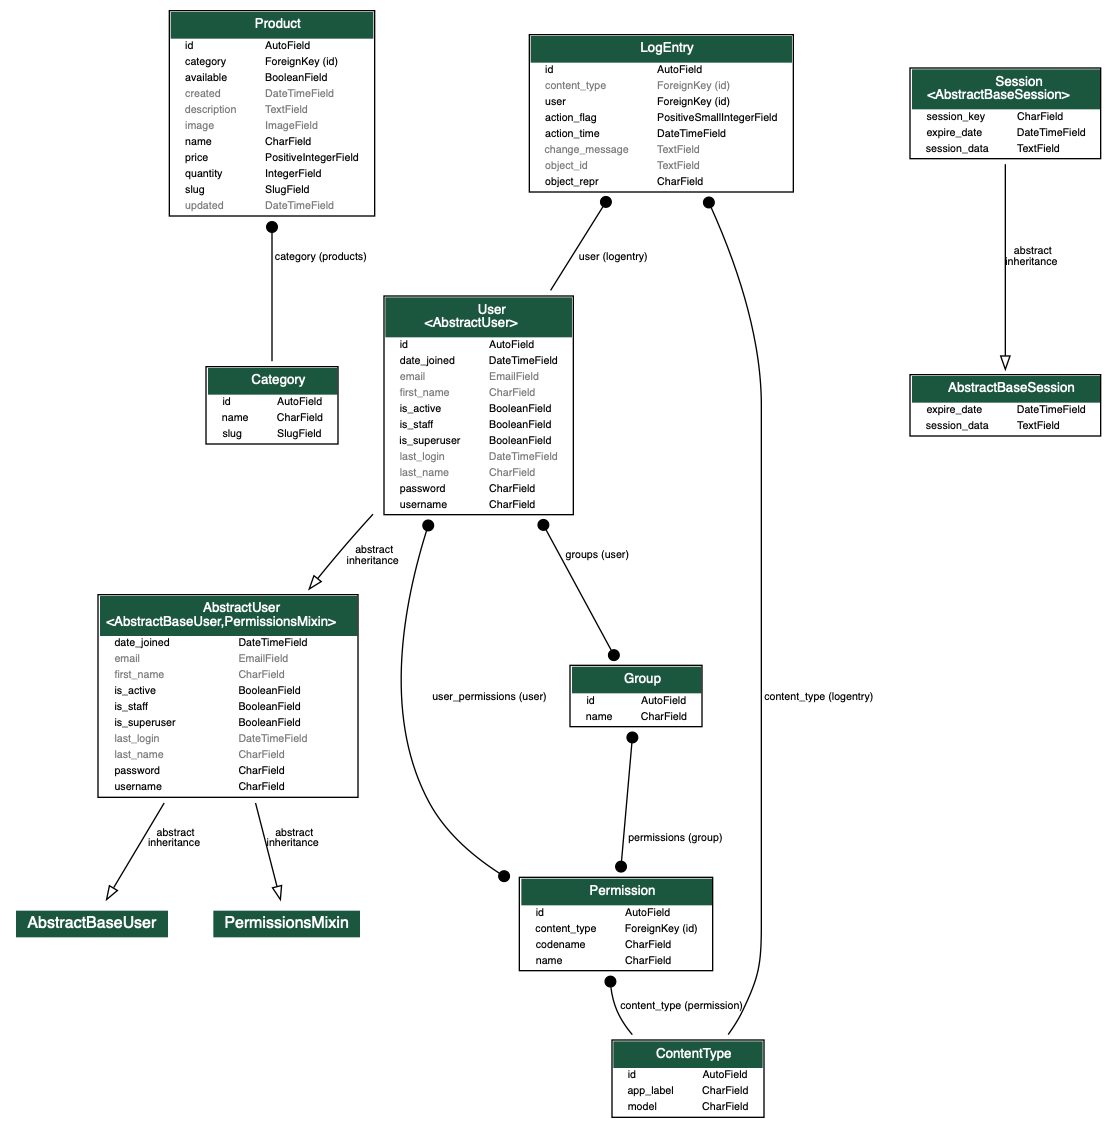 Product
id AutoField
category ForeignKey (id)
available BooleanField
created DateTimeField
description TextField
image ImageField
name CharField
price PositiveIntegerField
quantity IntegerField
slug SlugField
updated DateTimeField
category (products)
Category
id AutoField
name CharField
slug SlugField
LogEntry
id AutoField
content_type ForeignKey (id)
user ForeignKey (id)
action_flag PositiveSmallIntegerField
action_time DateTimeField
change_message TextField
object_id TextField
object_repr CharField
user (logentry)
Session
<AbstractBaseSession>
session_key CharField
expire_date DateTimeField
session_data TextField
abstract
inheritance
AbstractBaseSession
expire_date DateTimeField
session_data TextField
User
<AbstractUser>
id AutoField
date_joined DateTimeField
email EmailField
first_name CharField
is_active BooleanField
is_staff BooleanField
is_superuser BooleanField
last_login DateTimeField
last_name CharField
password CharField
username CharField
abstract
inheritance
groups (user)
AbstractUser
<AbstractBaseUser,PermissionsMixin>
date_joined DateTimeField
email EmailField
first_name CharField
is_active BooleanField
is_staff BooleanField
is_superuser BooleanField
last_login DateTimeField
last_name CharField
password CharField
username CharField
user_permissions (user)
Group
id AutoField
name CharField
content_type (logentry)
abstract
inheritance
abstract
inheritance
permissions (group)
AbstractBaseUser
PermissionsMixin
Permission
id AutoField
content_type ForeignKey (id)
codename CharField
name CharField
content_type (permission)
ContentType
id AutoField
app_label CharField
model CharField